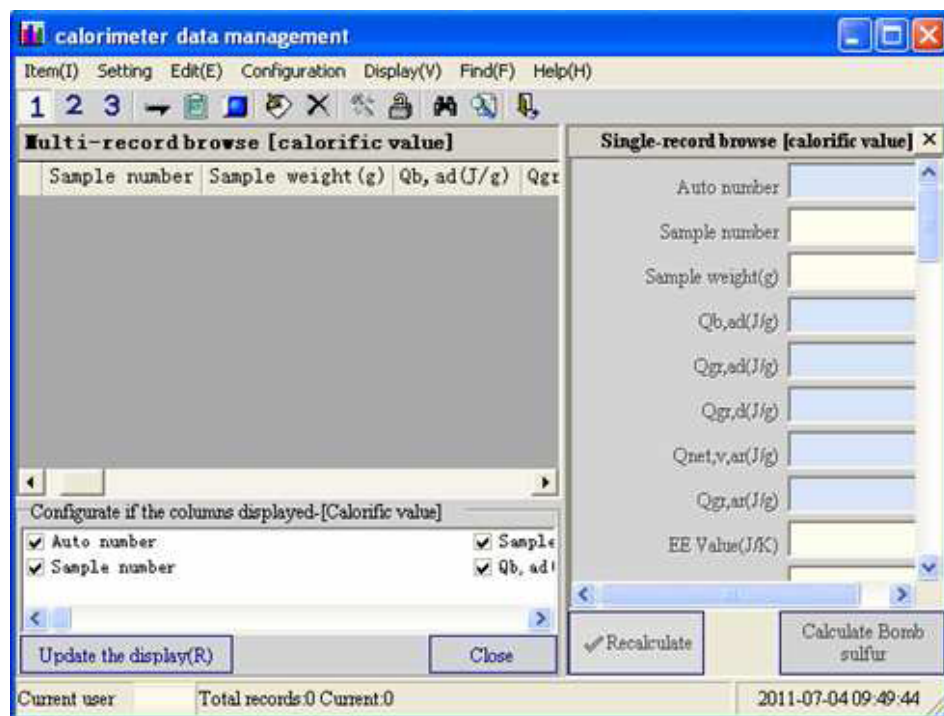 calorimeter data management
Item(I) Setting Edit(E) Configuration Display(V) Find(F) Help(H)
1 2 3
Multi-record browse [calorific value]
Sample number Sample weight(g) Qb,ad(J/g) Qgr
Configurate if the columns displayed-[Calorific value]
Auto number Sample
Sample number Qb,ad(
Update the display(R) Close
Single-record browse [calorific value]
Auto number
Sample number
Sample weight(g)
Qb,ad(J/g)
Qgr,ad(J/g)
Qgr,d(J/g)
Qnet,v,ar(J/g)
Qgr,ar(J/g)
EE Value(J/K)
Recalculate
Calculate Bomb
sulfur
Current user Total records:0 Current:0 2011-07-04 09:49:44